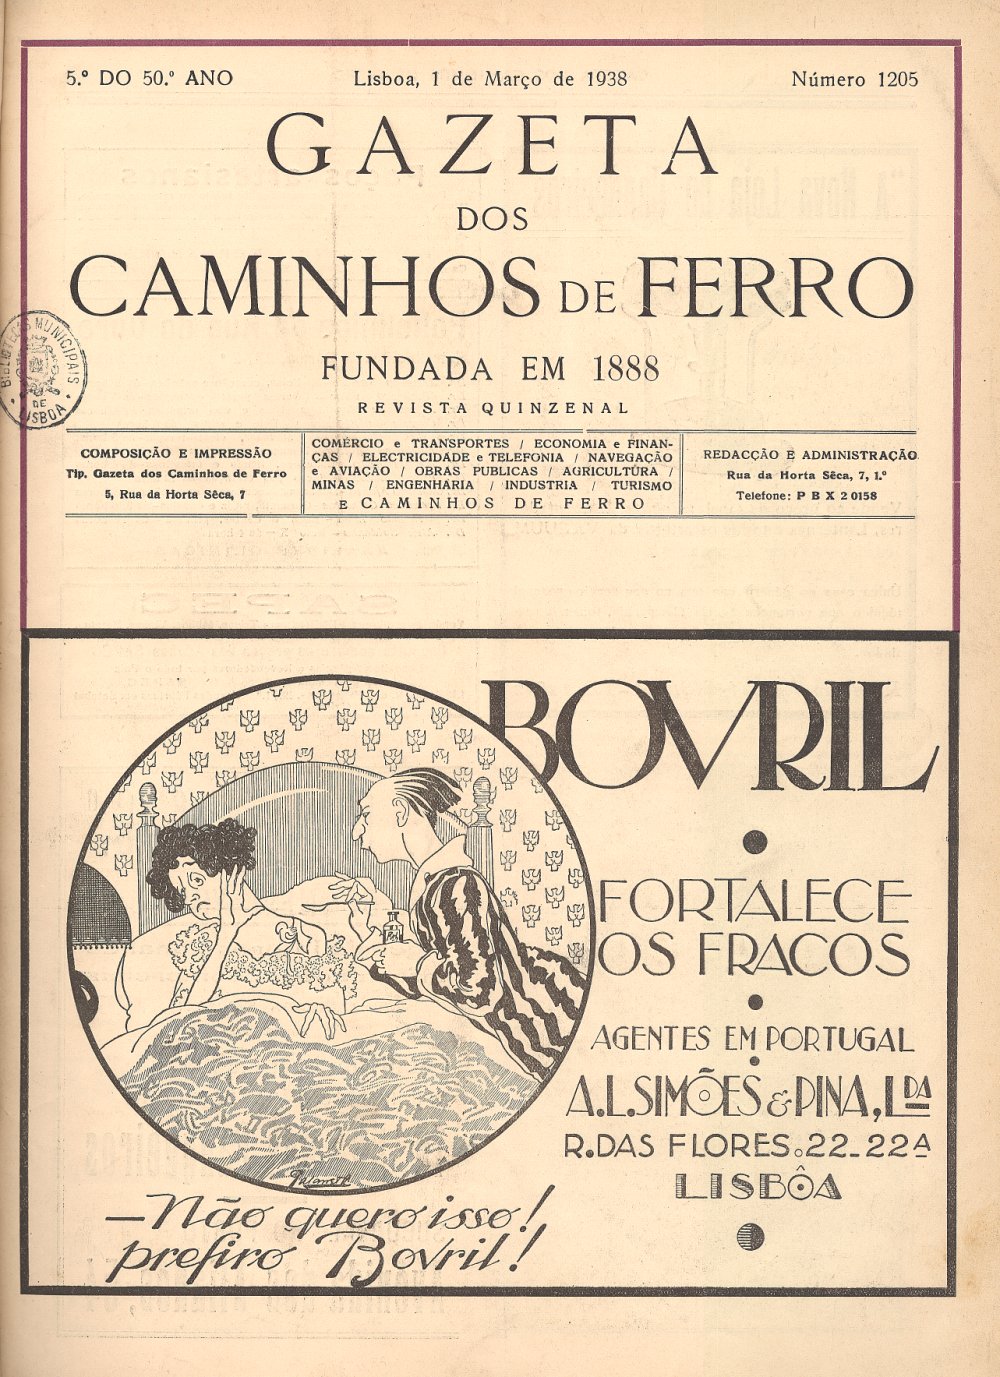 5.º DO 50.º ANO
Lisboa, 1 de Março de 1938
Número 1205
GAZETA
DOS
CAMINHOS DE FERRO
FUNDADA EM 1888
REVISTA QUINZENAL
BIBLIOTECAS MUNICIPAIS
DE
LISBOA
COMPOSIÇÃO E IMPRESSÃO
Tip. Gazeta dos Caminhos de Ferro
5, Rua da Horta Sêca, 7
COMÉRCIO e TRANSPORTES / ECONOMIA e FINAN-
ÇAS / ELECTRICIDADE e TELEFONIA / NAVEGAÇÃO
e AVIAÇÃO / OBRAS PUBLICAS / AGRICULTURA /
MINAS / ENGENHARIA / INDUSTRIA / TURISMO
E CAMINHOS DE FERRO
REDACÇÃO E ADMINISTRAÇÃO
Rua da Horta Sêca, 7, 1.º
Telefone: P B X 2 0158
BOVRIL
FORTALECE
OS FRACOS
AGENTES EM PORTUGAL
A.L.SIMÕES & PINA, LDA
R.DAS FLORES.22-22A
LISBÔA
—Não quero isso!
prefiro Bovril!